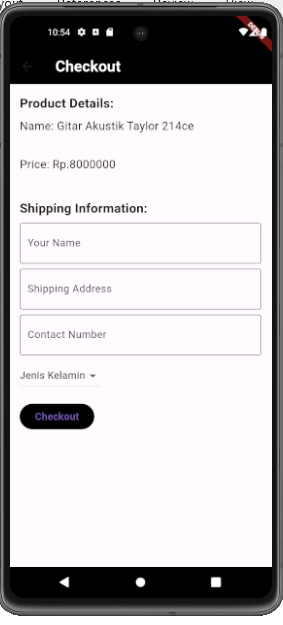 10:54
Checkout
Product Details:
Name: Gitar Akustik Taylor 214ce
Price: Rp.8000000
Shipping Information:
Your Name
Shipping Address
Contact Number
Jenis Kelamin
Checkout